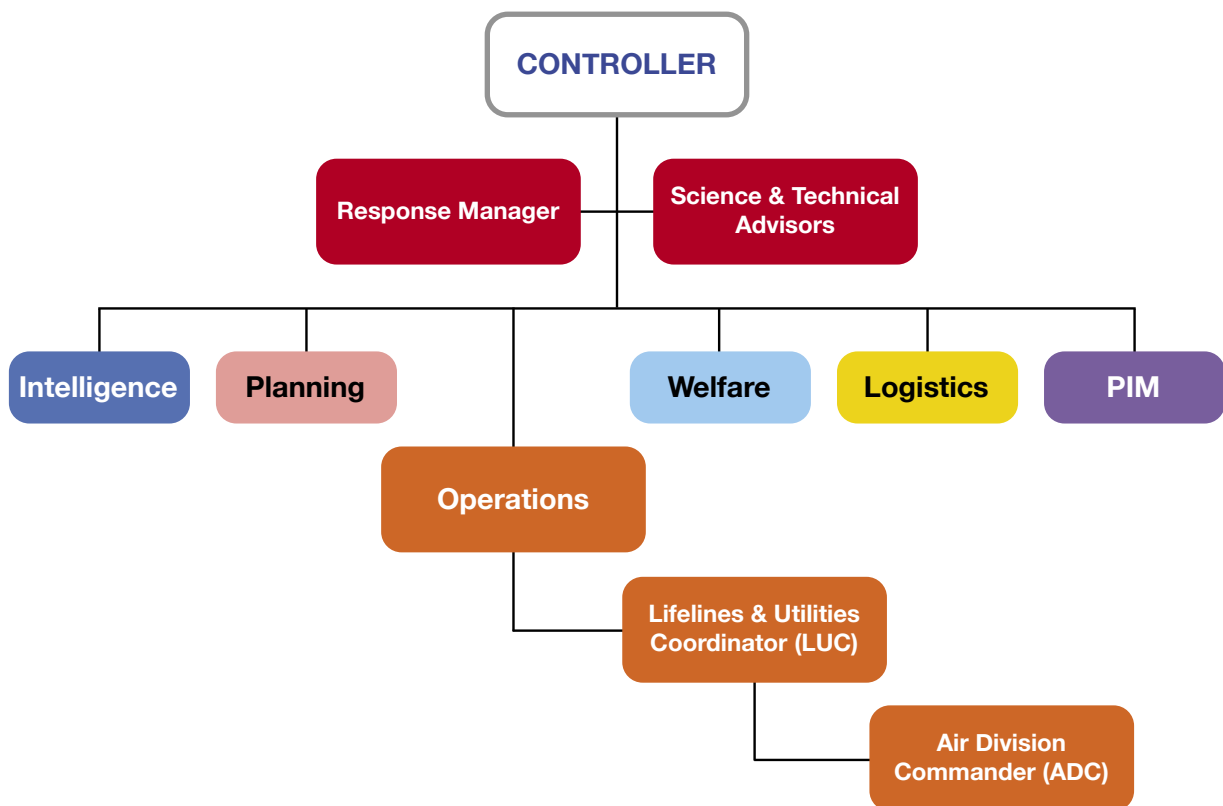 CONTROLLER
Response Manager
Science & Technical
Advisors
Intelligence
Planning
Welfare
Logistics
PIM
Operations
Lifelines & Utilities
Coordinator (LUC)
Air Division
Commander (ADC)